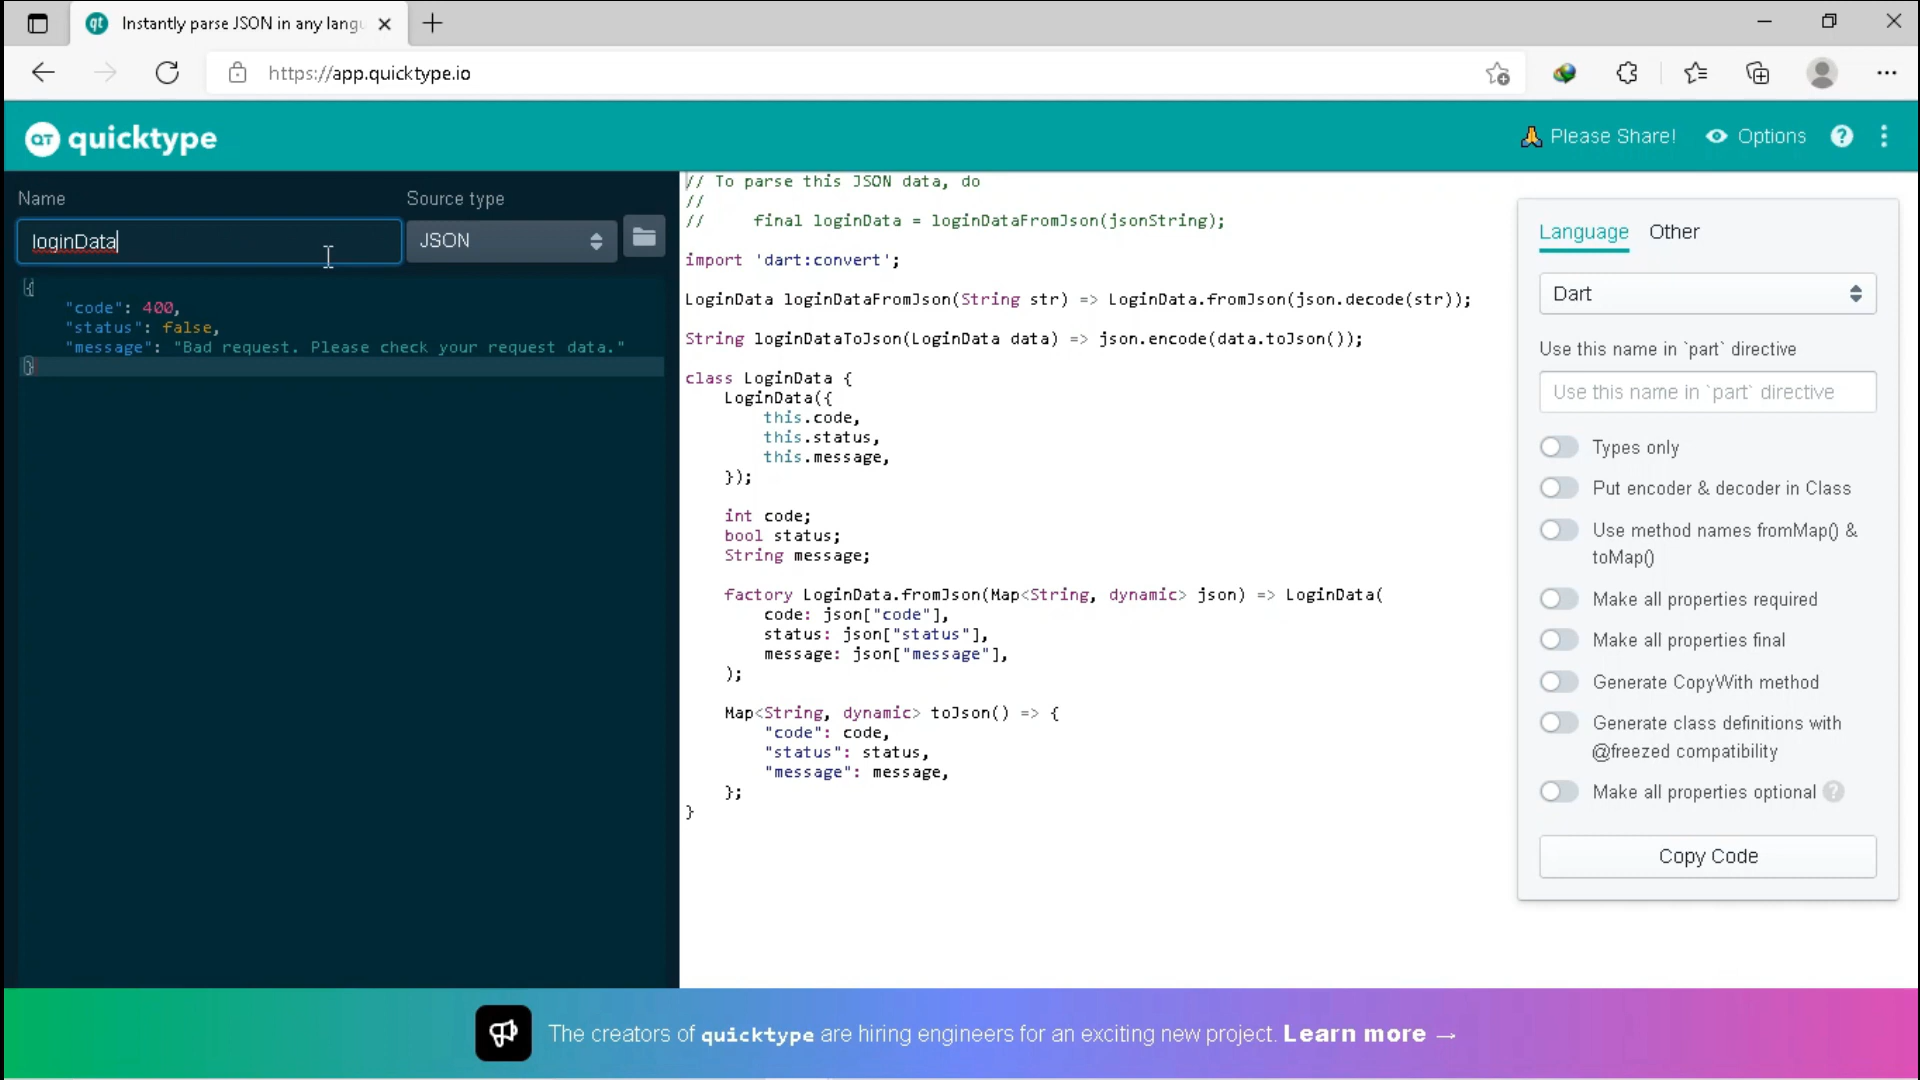 qt Instantly parse JSON in any langu
https://app.quicktype.io
QT quicktype
Please Share!
Options
Name
Source type
loginData
JSON
{
"code": 400,
"status": false,
"message": "Bad request. Please check your request data."
}
// To parse this JSON data, do
//
// final loginData = loginDataFromJson(jsonString);
import 'dart:convert';
LoginData loginDataFromJson(String str) => LoginData.fromJson(json.decode(str));
String loginDataToJson(LoginData data) => json.encode(data.toJson());
class LoginData {
LoginData({
this.code,
this.status,
this.message,
});
int code;
bool status;
String message;
factory LoginData.fromJson(Map<String, dynamic> json) => LoginData(
code: json["code"],
status: json["status"],
message: json["message"],
);
Map<String, dynamic> toJson() => {
"code": code,
"status": status,
"message": message,
};
}
Language Other
Dart
Use this name in `part` directive
Use this name in `part` directive
Types only
Put encoder & decoder in Class
Use method names fromMap() &
toMap()
Make all properties required
Make all properties final
Generate CopyWith method
Generate class definitions with
@freezed compatibility
Make all properties optional ?
Copy Code
The creators of quicktype are hiring engineers for an exciting new project. Learn more →